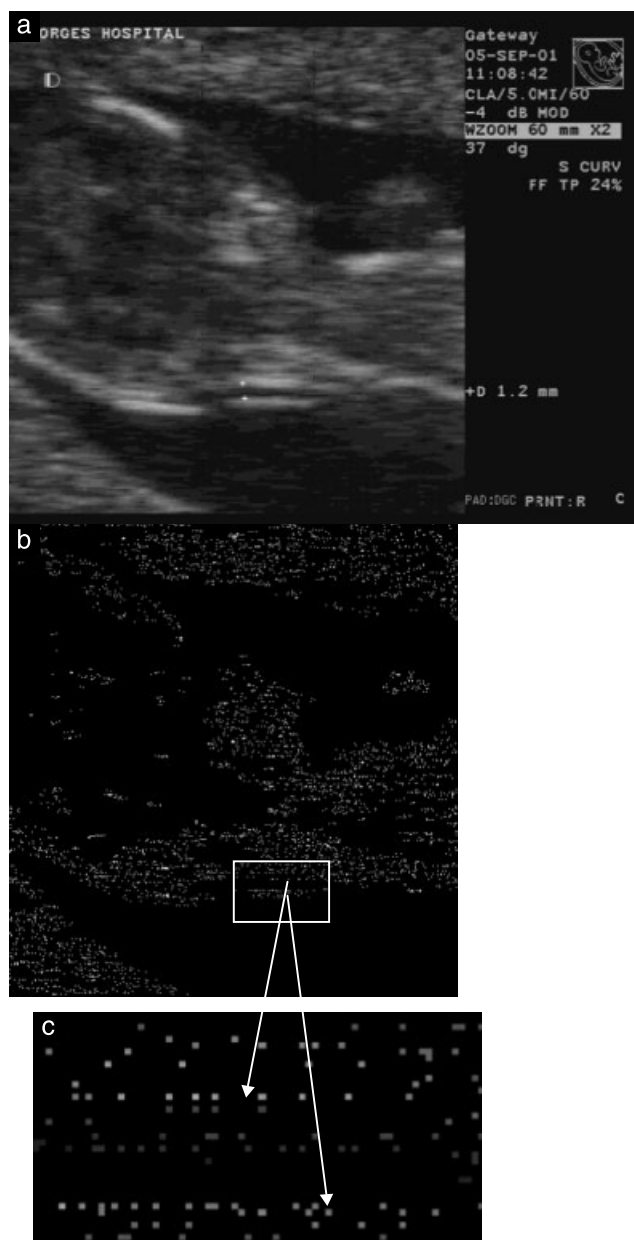 a
ORGES HOSPITAL
Gateway
05-SEP-01
11:08:42
CLA/5.0MI/60
-4 dB MOD
WZOOM 60 mm X2
37 dg
S CURV
FF TP 24%
D
+D 1.2 mm
PAD:DGC PRNT:R C
b
c